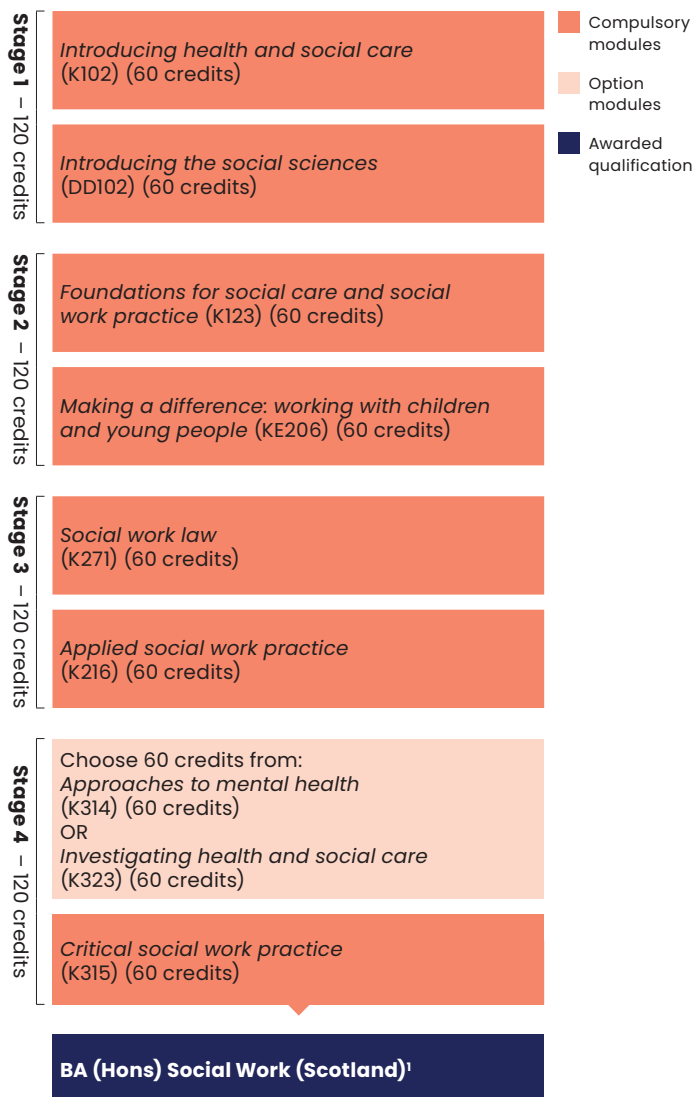 Stage 1 – 120 credits
Introducing health and social care
(K102) (60 credits)
Introducing the social sciences
(DD102) (60 credits)
Compulsory
modules
Option
modules
Awarded
qualification
Stage 2 – 120 credits
Foundations for social care and social
work practice (K123) (60 credits)
Making a difference: working with children
and young people (KE206) (60 credits)
Stage 3 – 120 credits
Social work law
(K271) (60 credits)
Applied social work practice
(K216) (60 credits)
Stage 4 – 120 credits
Choose 60 credits from:
Approaches to mental health
(K314) (60 credits)
OR
Investigating health and social care
(K323) (60 credits)
Critical social work practice
(K315) (60 credits)
BA (Hons) Social Work (Scotland)¹